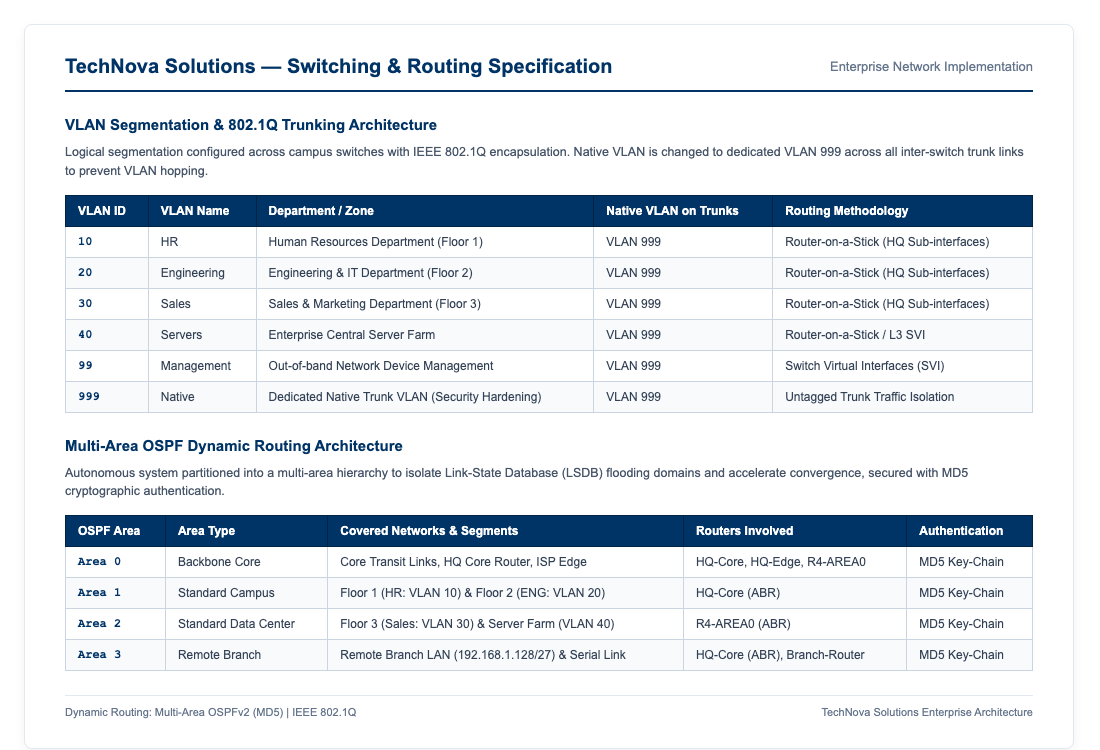 TechNova Solutions — Switching & Routing Specification
Enterprise Network Implementation
VLAN Segmentation & 802.1Q Trunking Architecture
Logical segmentation configured across campus switches with IEEE 802.1Q encapsulation. Native VLAN is changed to dedicated VLAN 999 across all inter-switch trunk links
to prevent VLAN hopping.
VLAN ID VLAN Name Department / Zone Native VLAN on Trunks Routing Methodology
10 HR Human Resources Department (Floor 1) VLAN 999 Router-on-a-Stick (HQ Sub-interfaces)
20 Engineering Engineering & IT Department (Floor 2) VLAN 999 Router-on-a-Stick (HQ Sub-interfaces)
30 Sales Sales & Marketing Department (Floor 3) VLAN 999 Router-on-a-Stick (HQ Sub-interfaces)
40 Servers Enterprise Central Server Farm VLAN 999 Router-on-a-Stick / L3 SVI
99 Management Out-of-band Network Device Management VLAN 999 Switch Virtual Interfaces (SVI)
999 Native Dedicated Native Trunk VLAN (Security Hardening) VLAN 999 Untagged Trunk Traffic Isolation
Multi-Area OSPF Dynamic Routing Architecture
Autonomous system partitioned into a multi-area hierarchy to isolate Link-State Database (LSDB) flooding domains and accelerate convergence, secured with MD5
cryptographic authentication.
OSPF Area Area Type Covered Networks & Segments Routers Involved Authentication
Area 0 Backbone Core Core Transit Links, HQ Core Router, ISP Edge HQ-Core, HQ-Edge, R4-AREA0 MD5 Key-Chain
Area 1 Standard Campus Floor 1 (HR: VLAN 10) & Floor 2 (ENG: VLAN 20) HQ-Core (ABR) MD5 Key-Chain
Area 2 Standard Data Center Floor 3 (Sales: VLAN 30) & Server Farm (VLAN 40) R4-AREA0 (ABR) MD5 Key-Chain
Area 3 Remote Branch Remote Branch LAN (192.168.1.128/27) & Serial Link HQ-Core (ABR), Branch-Router MD5 Key-Chain
Dynamic Routing: Multi-Area OSPFv2 (MD5) | IEEE 802.1Q
TechNova Solutions Enterprise Architecture